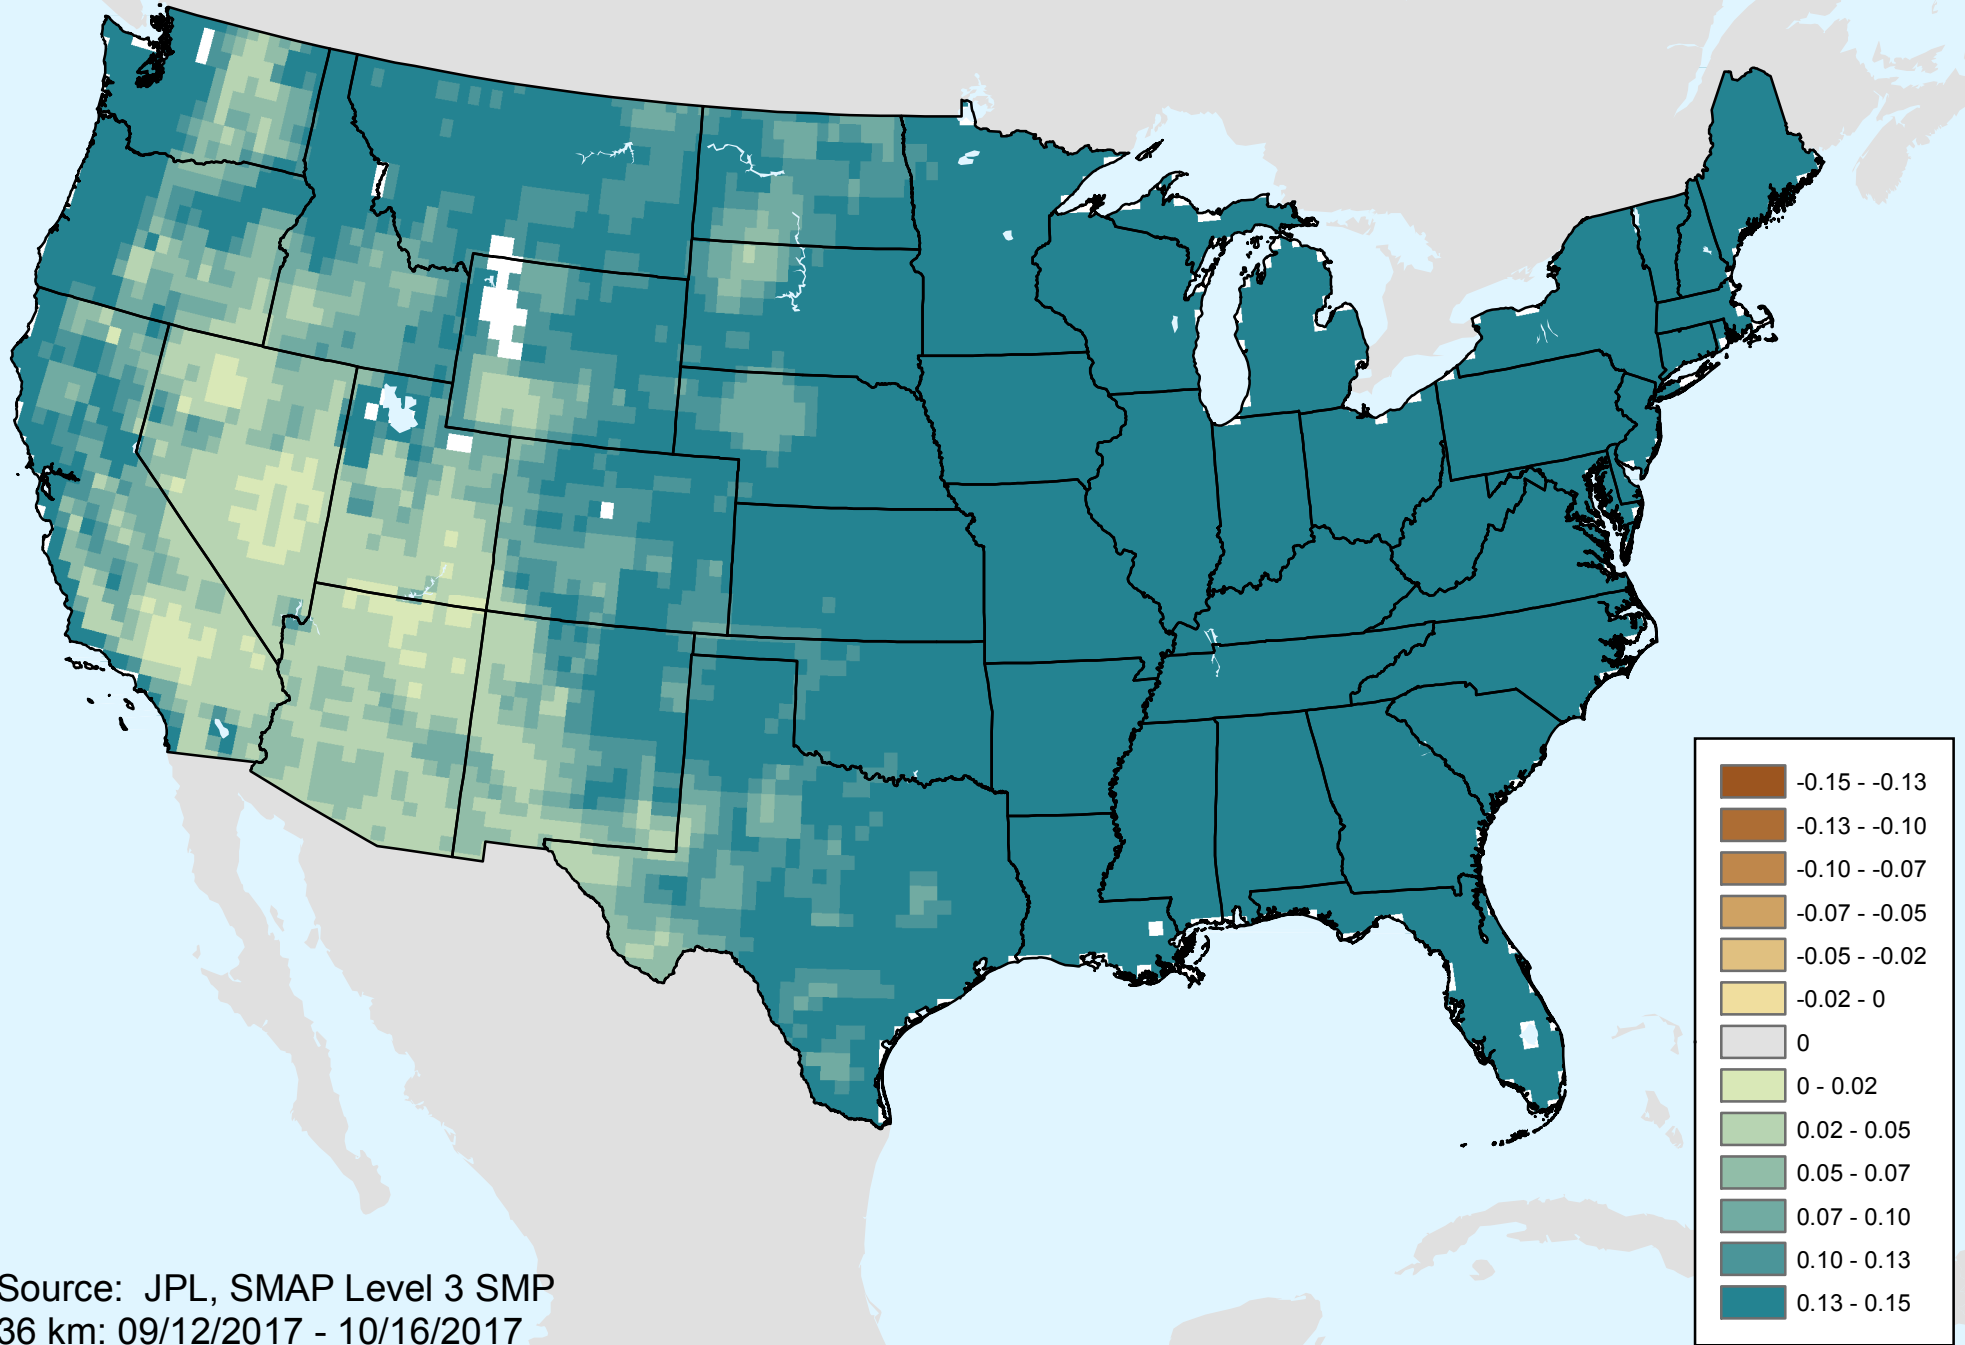 -0.15 - -0.13
-0.13 - -0.10
-0.10 - -0.07
-0.07 - -0.05
-0.05 - -0.02
-0.02 - 0
0
0 - 0.02
0.02 - 0.05
0.05 - 0.07
0.07 - 0.10
0.10 - 0.13
0.13 - 0.15
Source: JPL, SMAP Level 3 SMP
36 km: 09/12/2017 - 10/16/2017